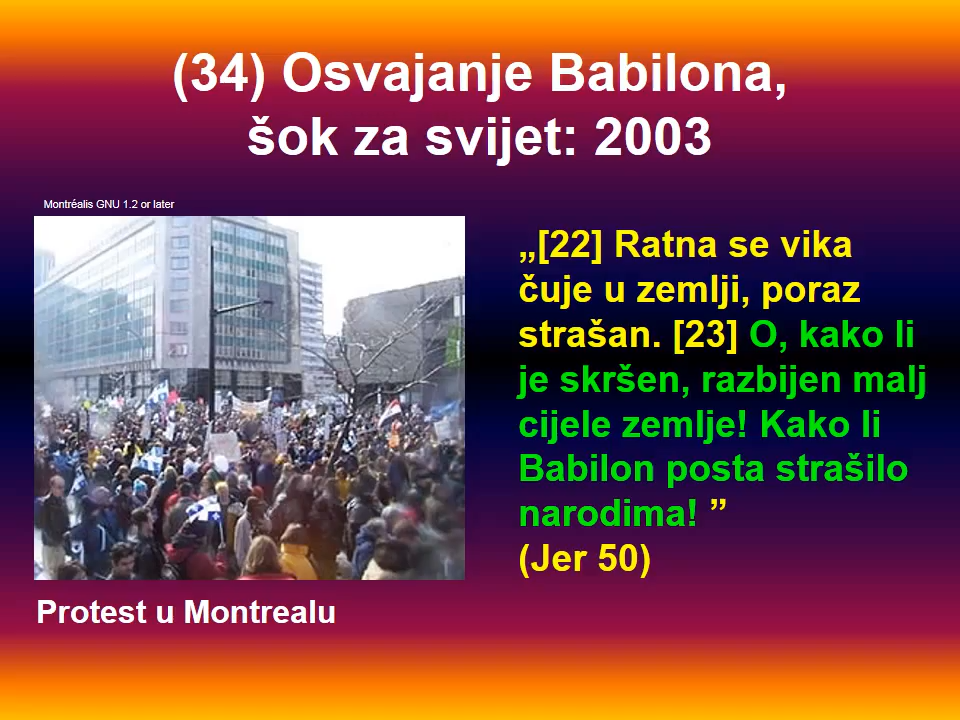 (34) Osvajanje Babilona,
šok za svijet: 2003
Montréalis GNU 1.2 or later
„[22] Ratna se vika
čuje u zemlji, poraz
strašan. [23] O, kako li
je skršen, razbijen malj
cijele zemlje! Kako li
Babilon posta strašilo
narodima! ”
(Jer 50)
Protest u Montrealu